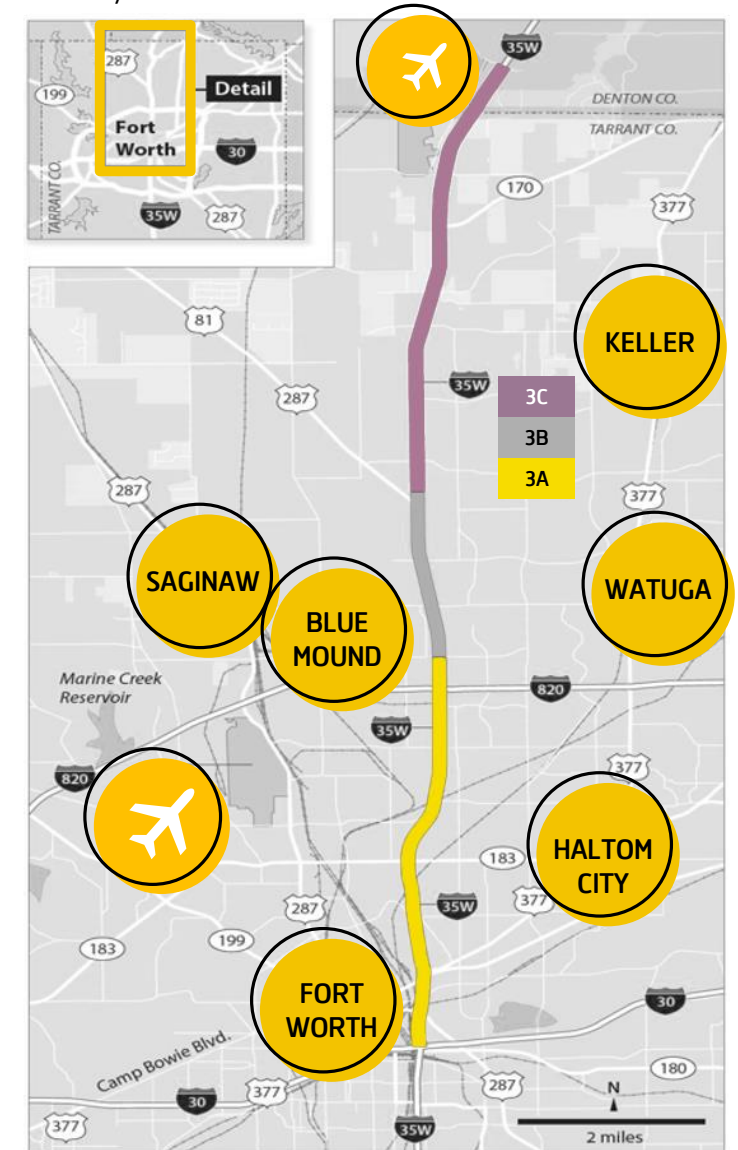 287
199
Detail
Fort
Worth
30
TARRANT CO.
35W
287
35W
DENTON CO.
TARRANT CO.
170
377
81
KELLER
35W
287
3C
3B
3A
287
377
SAGINAW
BLUE
MOUND
WATUGA
Marine Creek
Reservoir
820
35W
820
377
HALTOM
CITY
183
287
35W
377
199
183
FORT
WORTH
30
Camp Bowie Blvd.
180
377
287
N
30
377
35W
2 miles